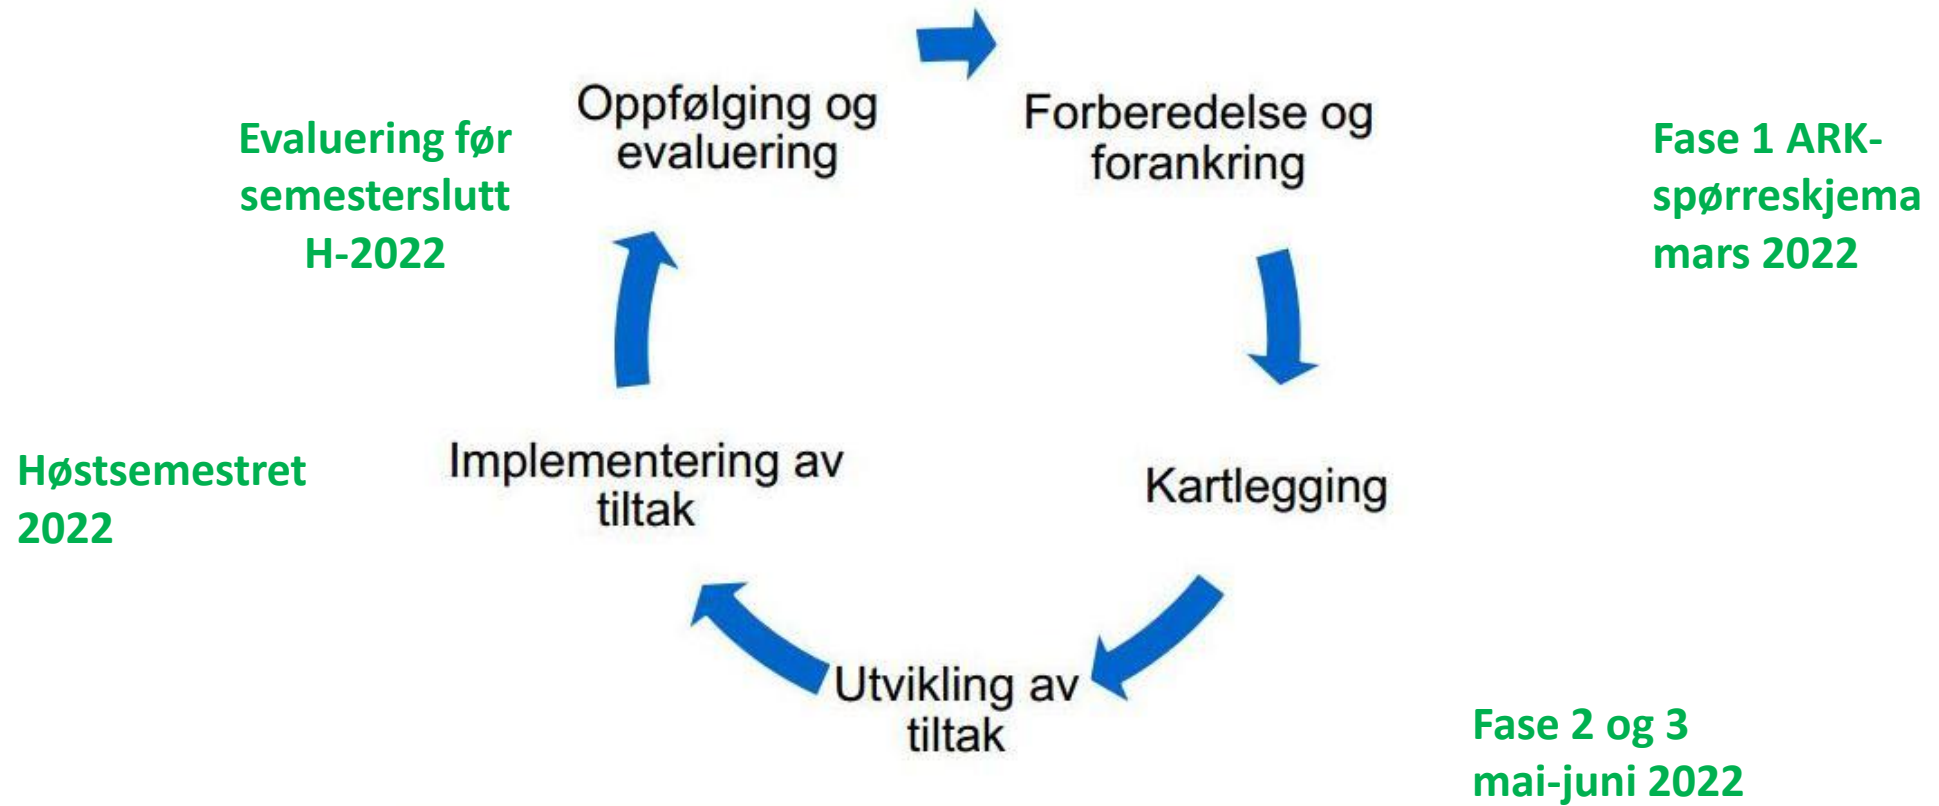 Oppfølging og
evaluering
Forberedelse og
forankring
Evaluering før
semesterslutt
H-2022
Fase 1 ARK-
spørreskjema
mars 2022
Høstsemestret
2022
Implementering av
tiltak
Kartlegging
Utvikling av
tiltak
Fase 2 og 3
mai-juni 2022